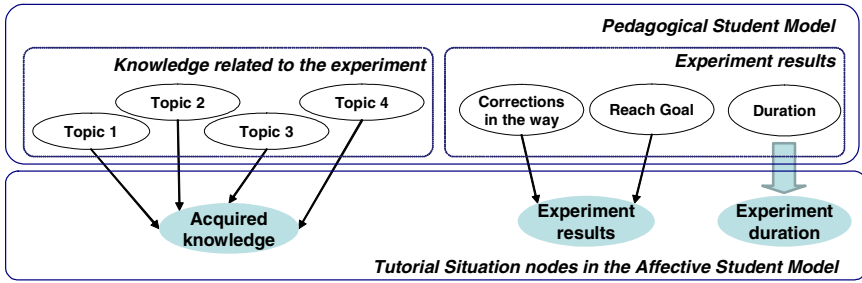 Pedagogical Student Model
Knowledge related to the experiment
Experiment results
Topic 1
Topic 2
Topic 3
Topic 4
Corrections
in the way
Reach Goal
Duration
Acquired
knowledge
Experiment
results
Experiment
duration
Tutorial Situation nodes in the Affective Student Model